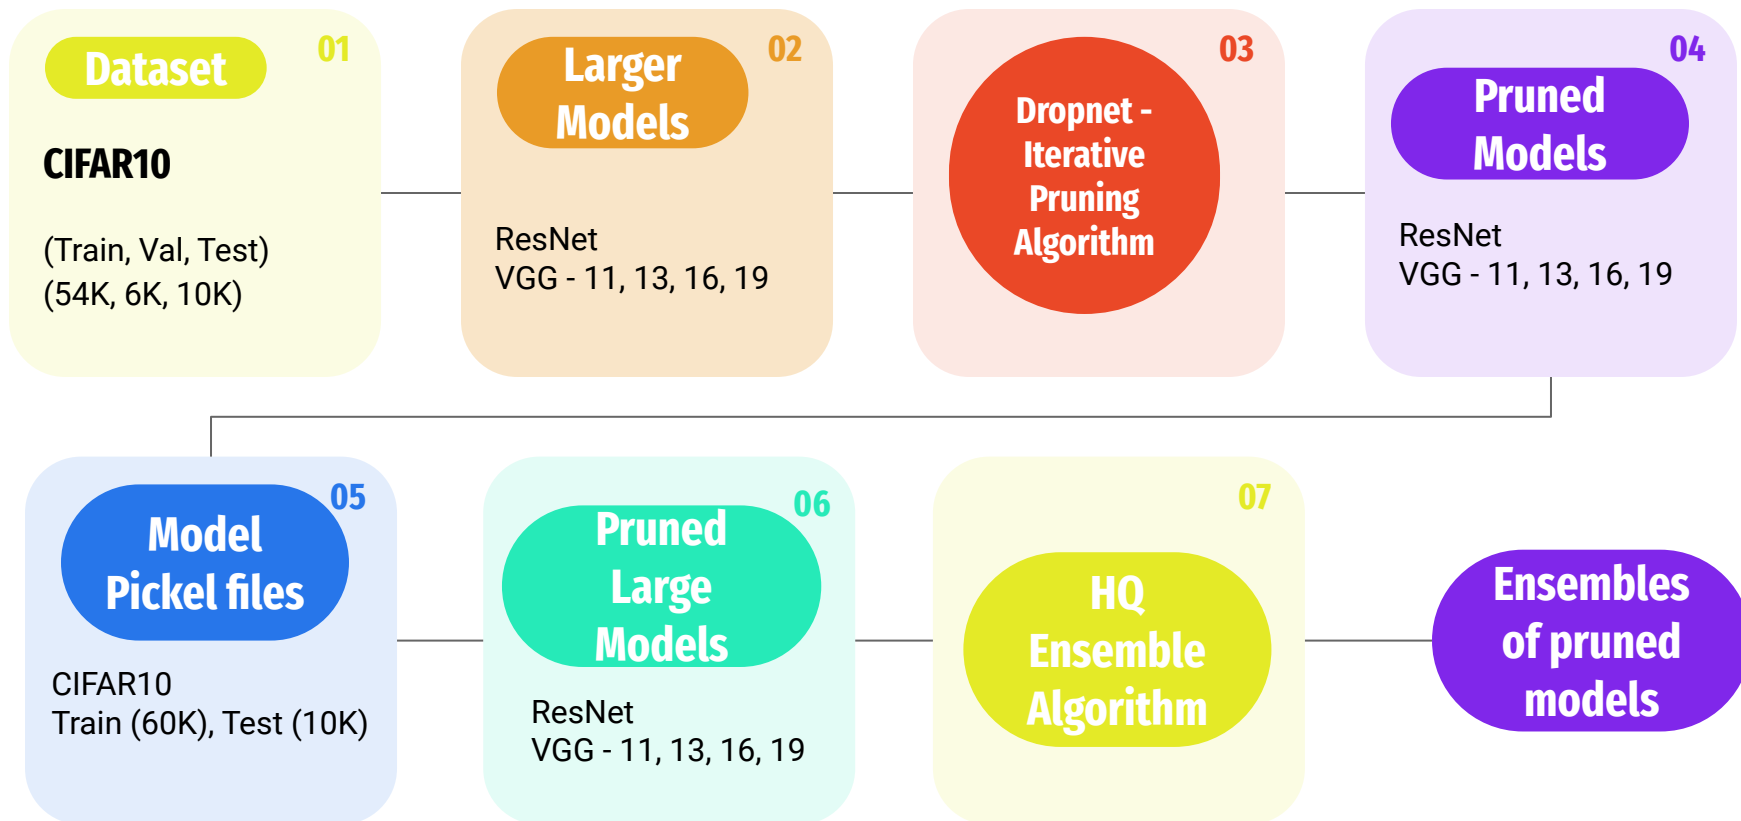 Dataset
01
CIFAR10
(Train, Val, Test)
(54K, 6K, 10K)
Larger
Models
02
ResNet
VGG - 11, 13, 16, 19
03
Dropnet -
Iterative
Pruning
Algorithm
04
Pruned
Models
ResNet
VGG - 11, 13, 16, 19
05
Model
Pickel files
CIFAR10
Train (60K), Test (10K)
06
Pruned
Large
Models
ResNet
VGG - 11, 13, 16, 19
07
HQ
Ensemble
Algorithm
Ensembles
of pruned
models